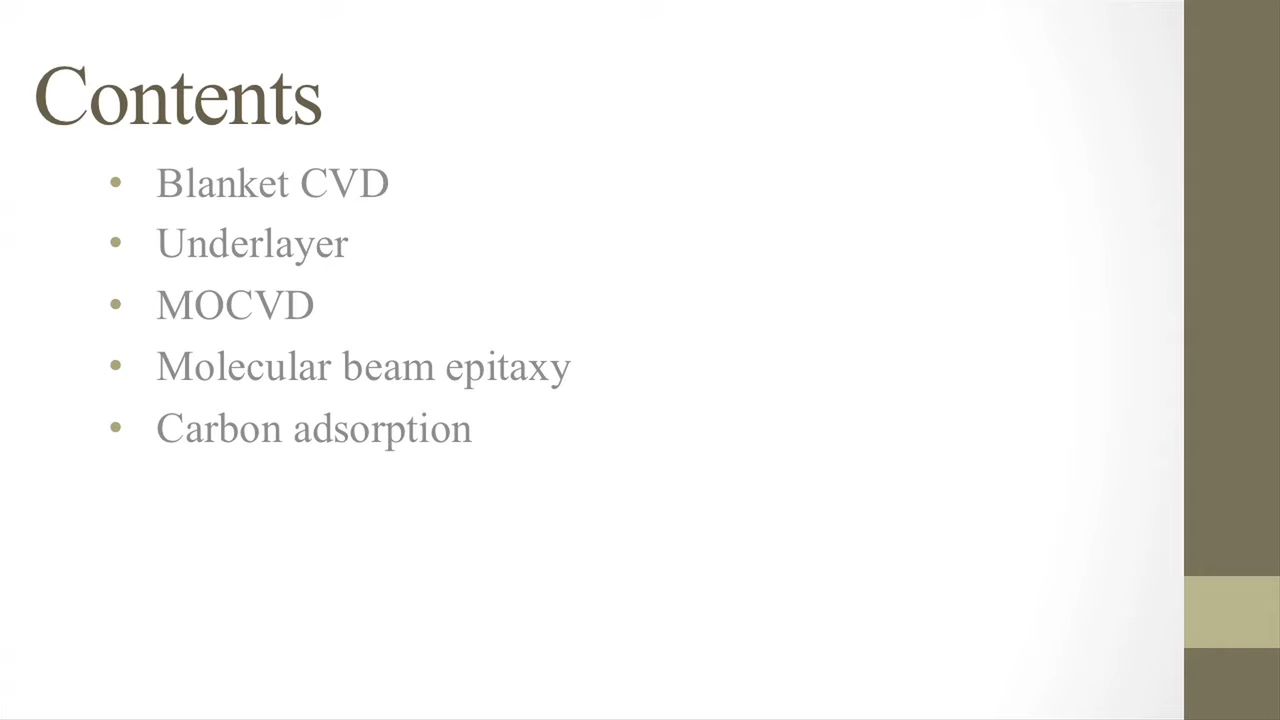 Contents
• Blanket CVD
• Underlayer
• MOCVD
• Molecular beam epitaxy
• Carbon adsorption